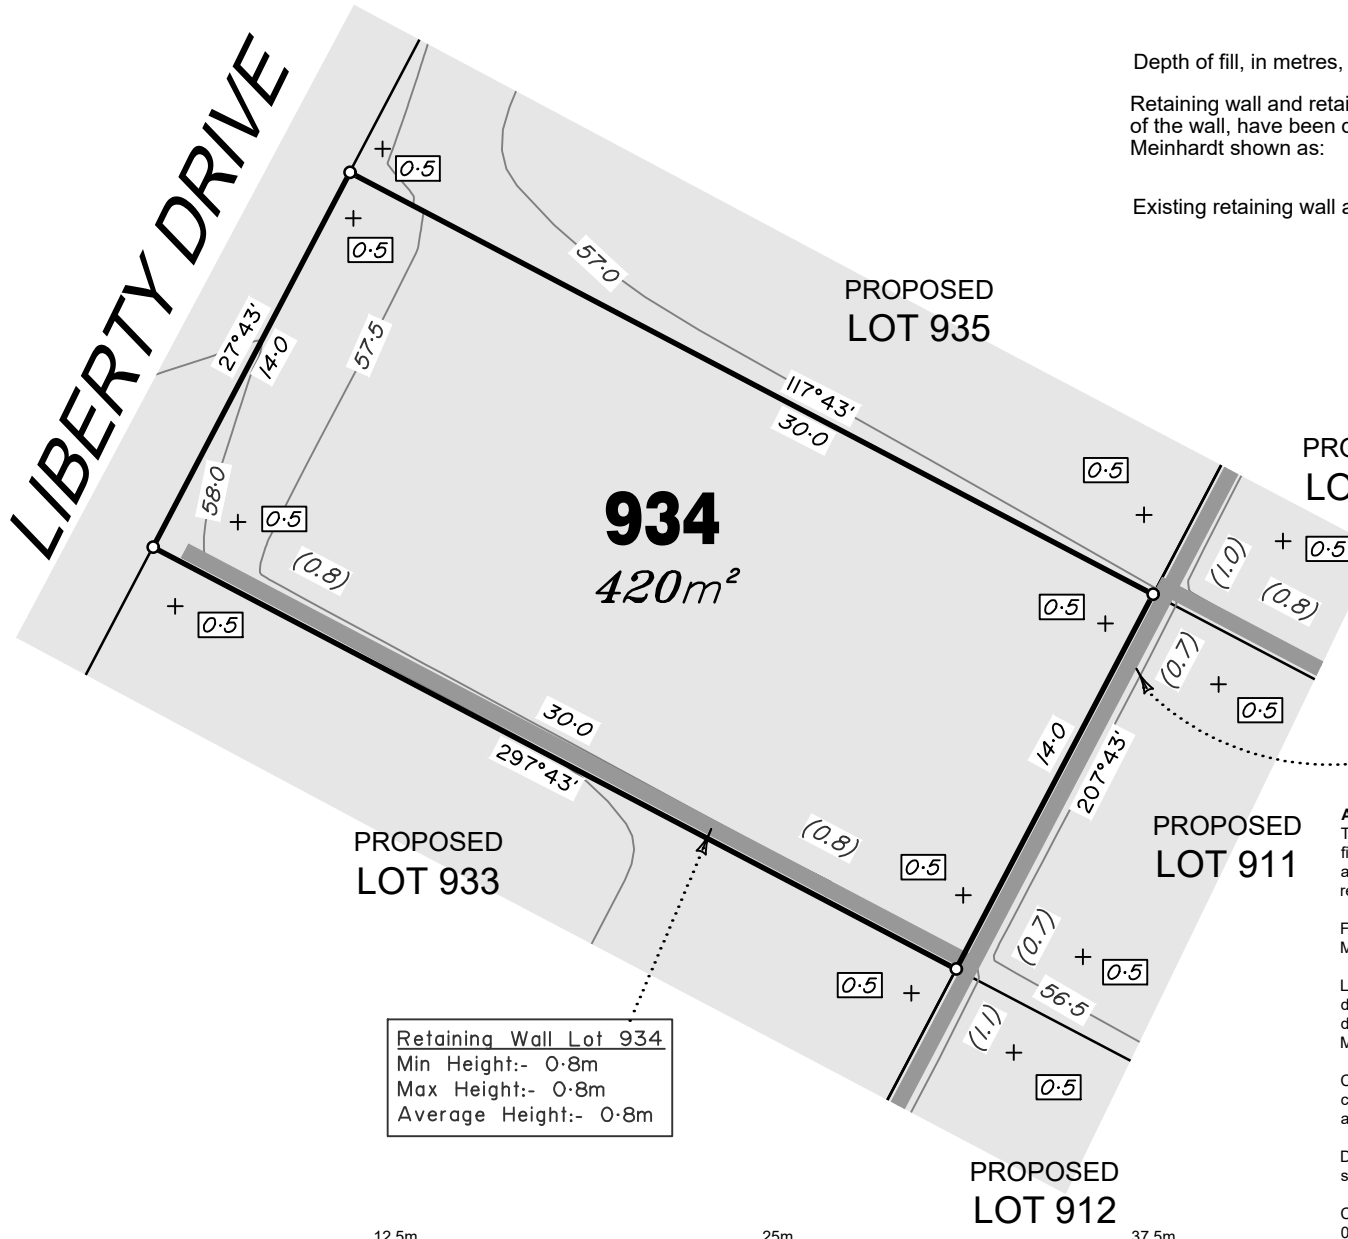 Depth of fill, in metres,
Retaining wall and retai
of the wall, have been
Meinhardt shown as:
Existing retaining wall a
LIBERTY DRIVE
0·5
0·5
57·0
PROPOSED
LOT 935
27°43'
14·0
57·5
117°43'
30·0
58·0
0·5
(0.8)
0·5
934
420m²
0·5
PRO
LO
0·5
(1.0)
(0.8)
0·5
(0.7)
0·5
30·0
297°43'
14·0
207°43'
PROPOSED
LOT 933
(0.8)
0·5
0·5
PROPOSED
LOT 911
(0.7)
0·5
56·5
(1.1)
0·5
Retaining Wall Lot 934
Min Height:- 0·8m
Max Height:- 0·8m
Average Height:- 0·8m
PROPOSED
LOT 912
12.5m
25m
37.5m